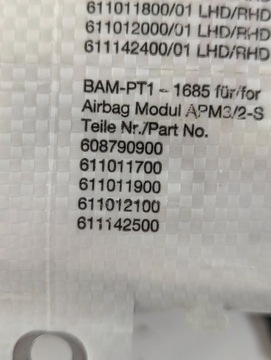 611011800/01 LHD/RHD
611012000/01 LHD/RHD
611142400/01 LHD/RHD
BAM-PT1 - 1685 für/for
Airbag Modul APM3/2-S
Teile Nr./Part No.
608790900
611011700
611011900
611012100
611142500